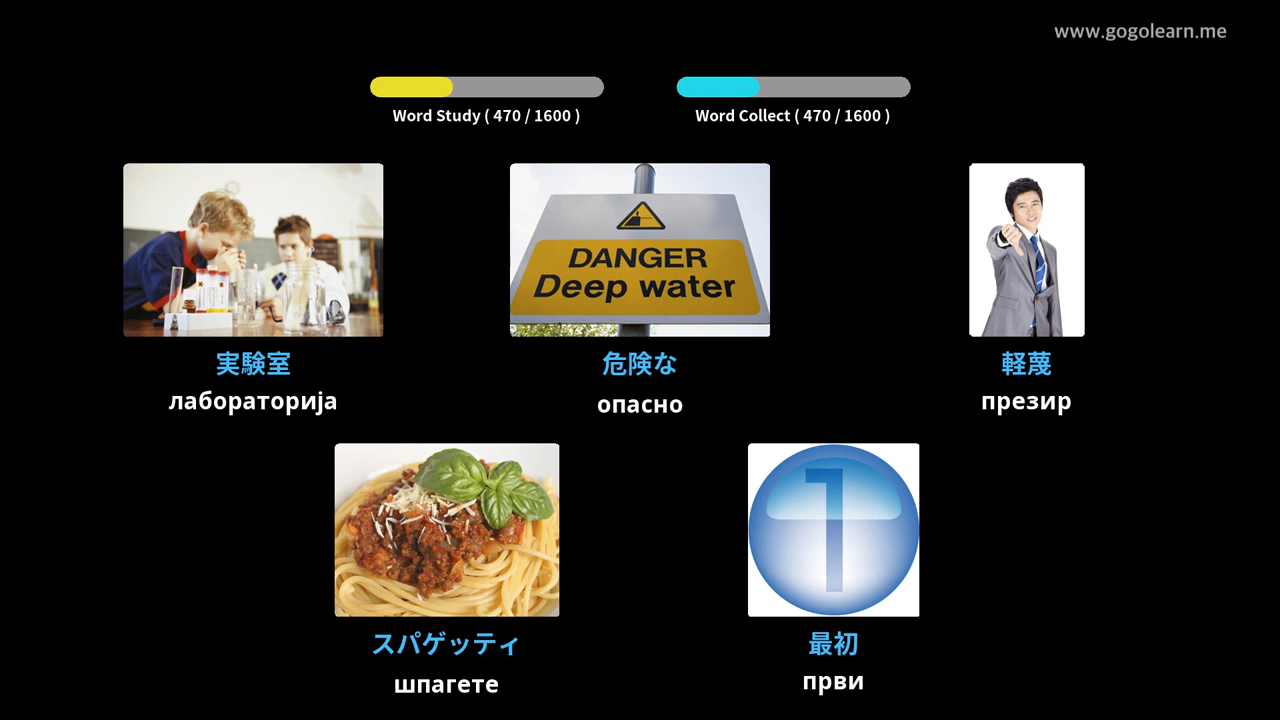 www.gogolearn.me
Word Study ( 470 / 1600 )
Word Collect ( 470 / 1600 )
DANGER
Deep water
実験室
лабораторија
危険な
опасно
軽蔑
презир
1
スパゲッティ
шпагете
最初
први